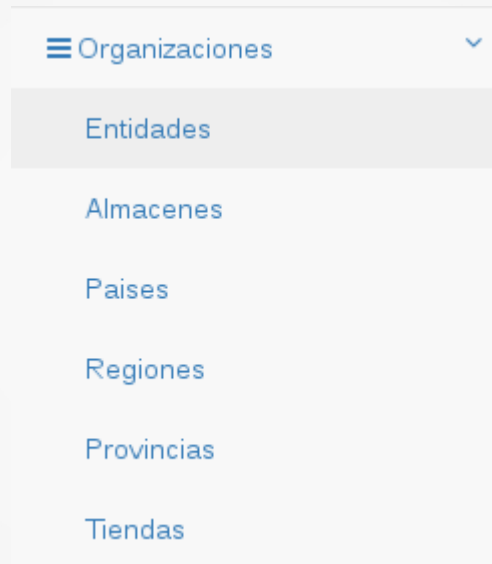 Organizaciones
Entidades
Almacenes
Paises
Regiones
Provincias
Tiendas